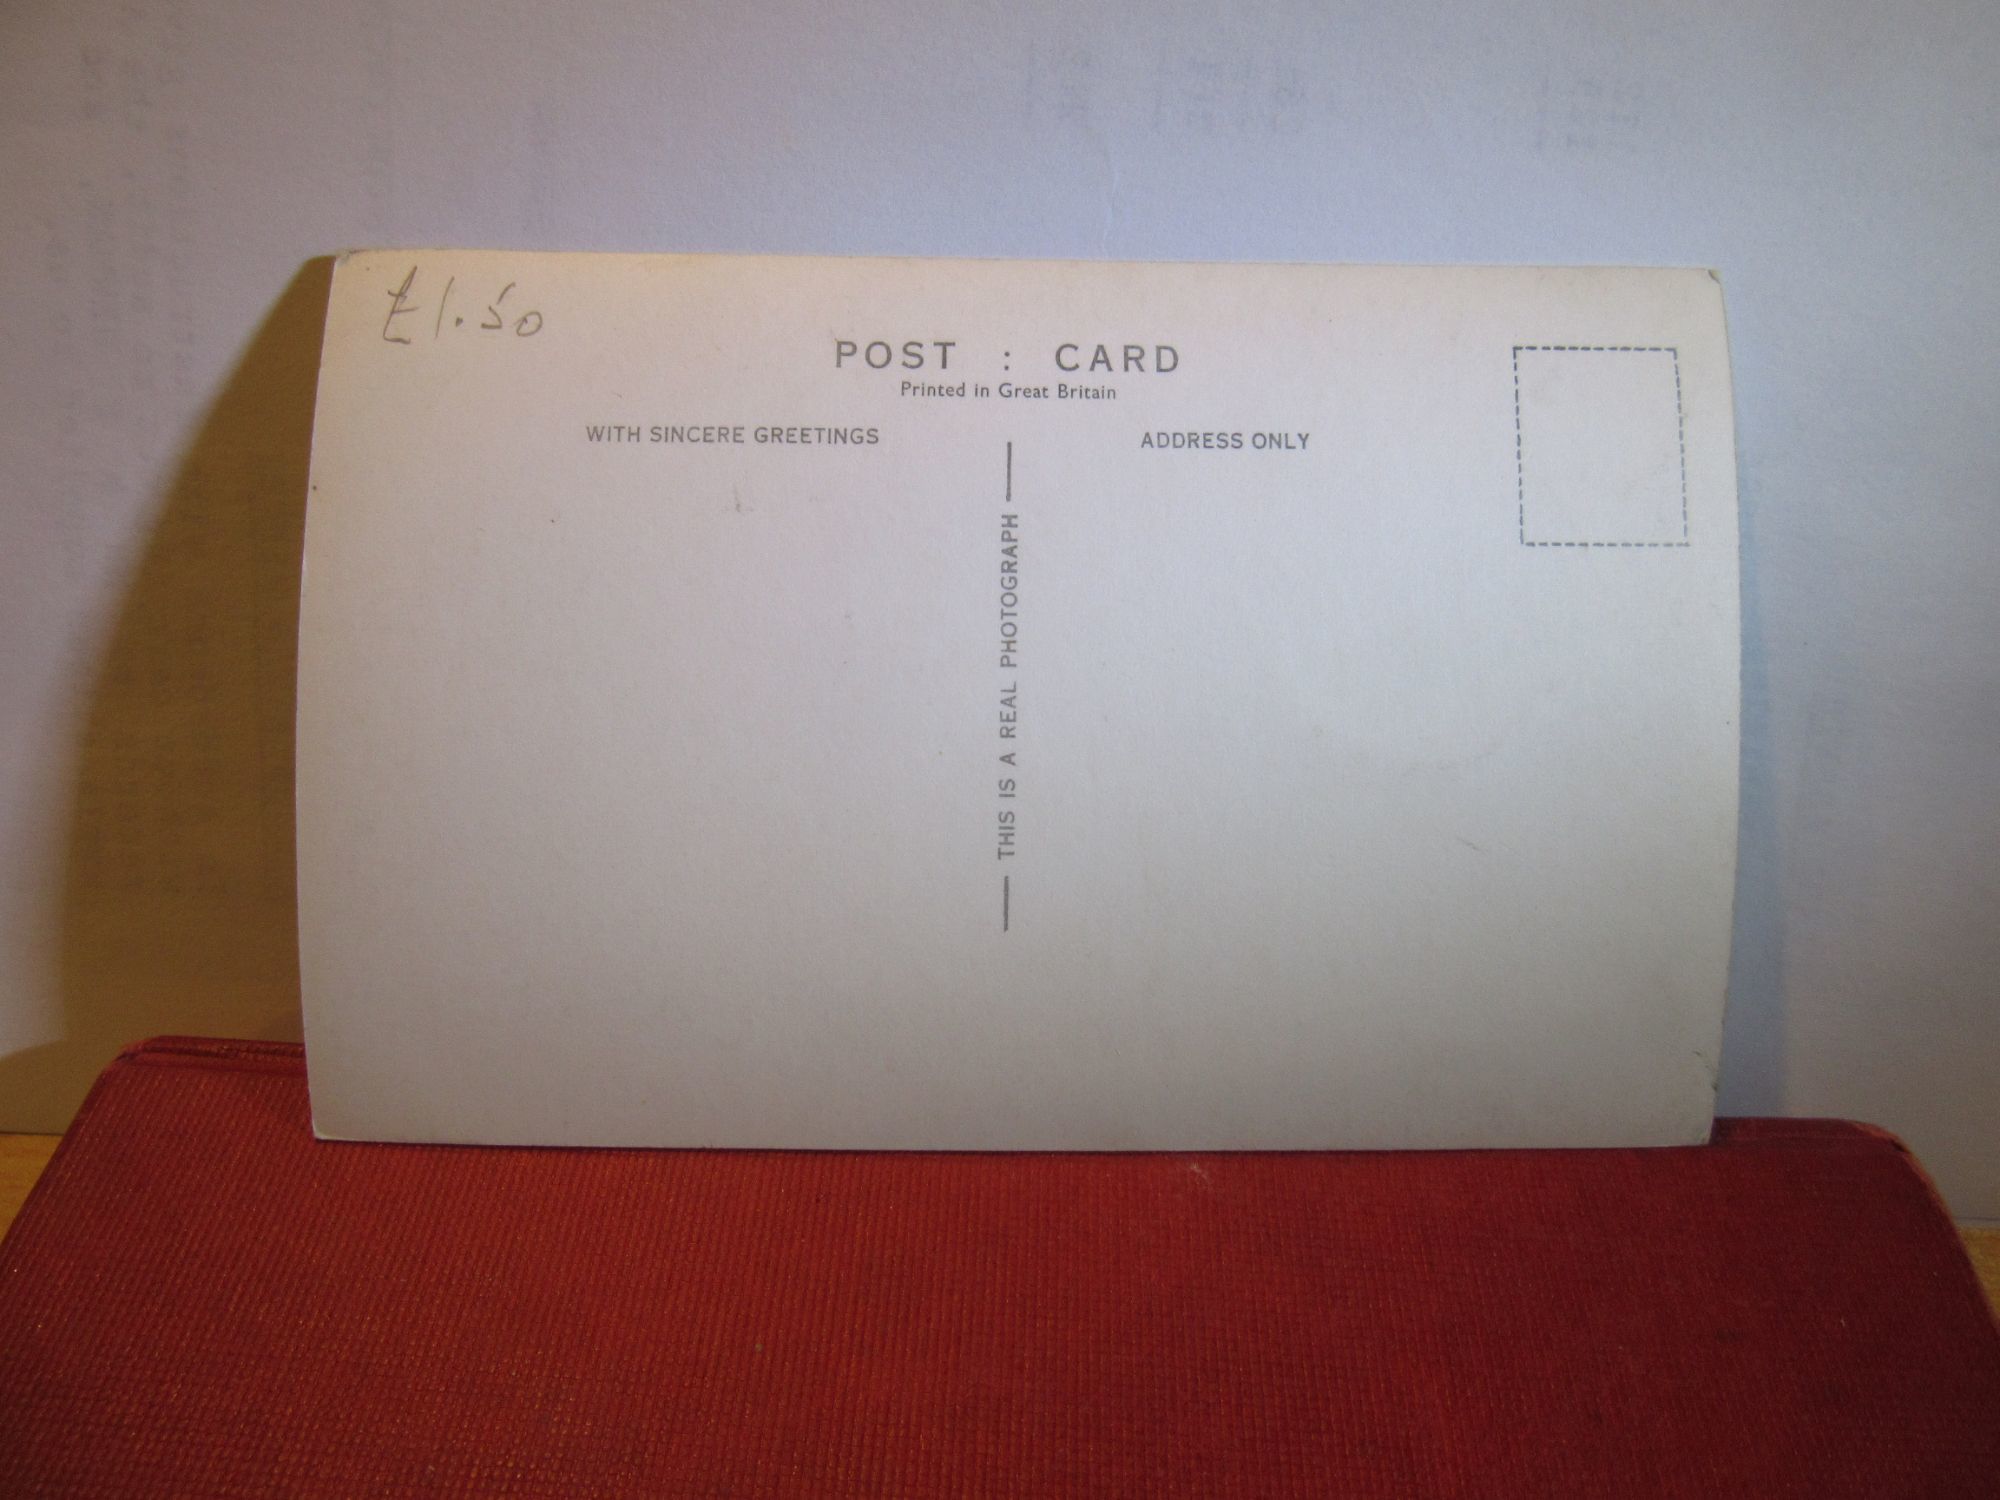 £1.50
POST : CARD
Printed in Great Britain
WITH SINCERE GREETINGS
ADDRESS ONLY
THIS IS A REAL PHOTOGRAPH